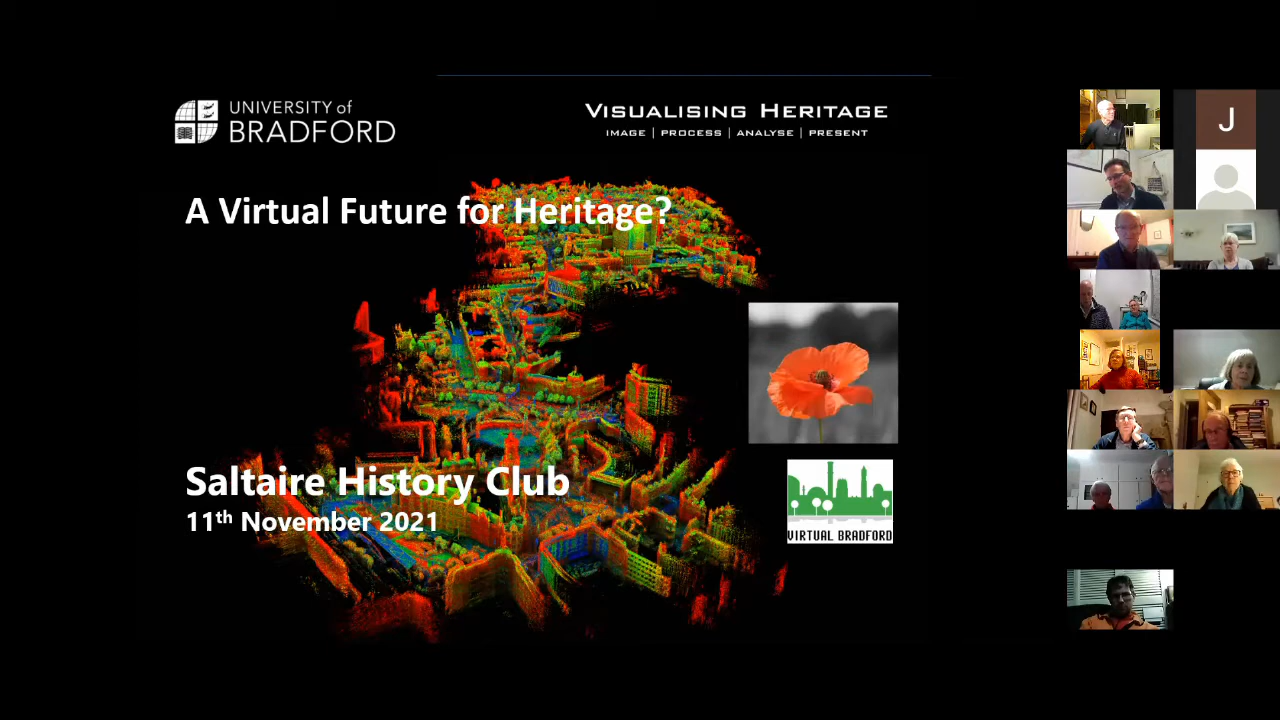 UNIVERSITY of
BRADFORD
VISUALISING HERITAGE
IMAGE | PROCESS | ANALYSE | PRESENT
A Virtual Future for Heritage?
Saltaire History Club
11th November 2021
VIRTUAL BRADFORD
J